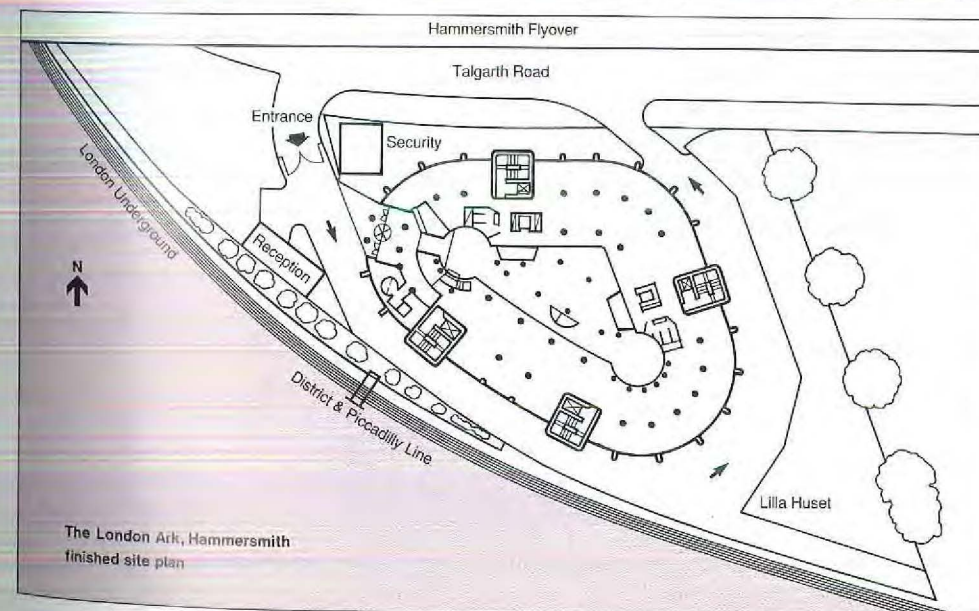 Hammersmith Flyover
Talgarth Road
Entrance
Security
London Underground
Reception
N
District & Piccadilly Line
Lilla Huset
The London Ark, Hammersmith
finished site plan